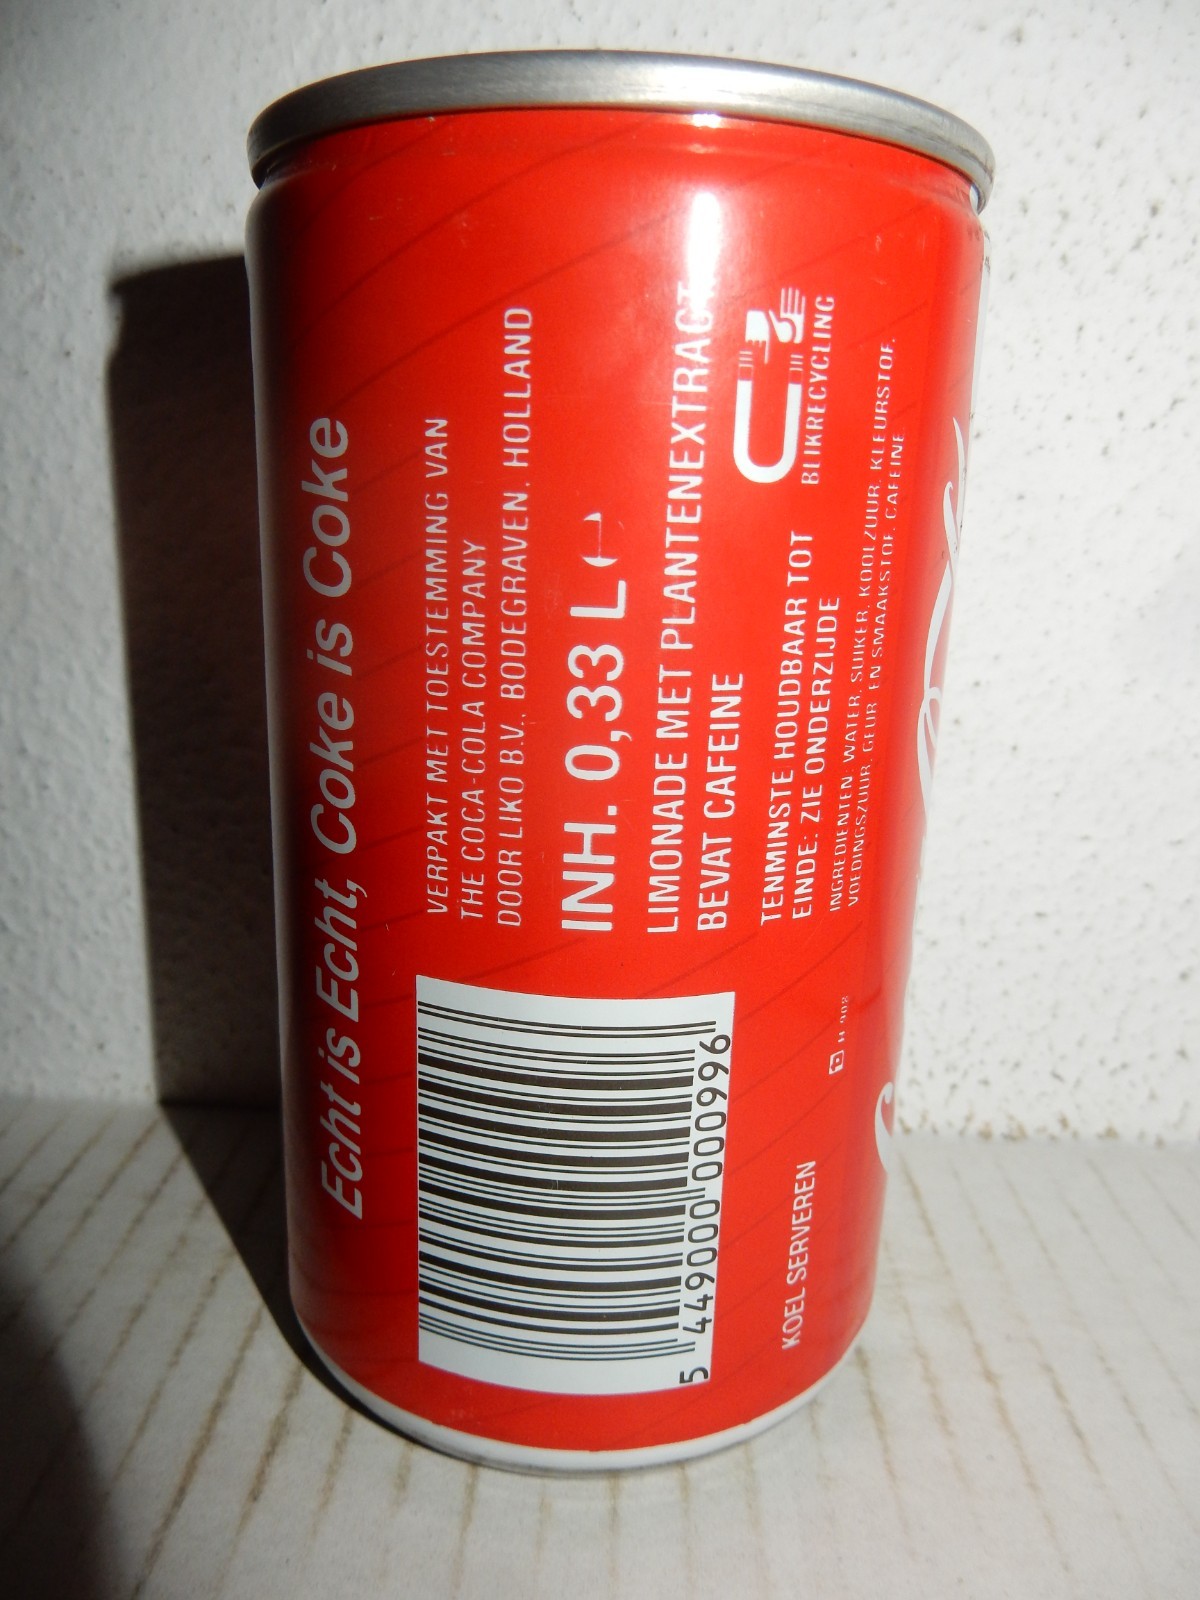 Echt is Echt, Coke is Coke
VERPAKT MET TOESTEMMING VAN
THE COCA-COLA COMPANY
DOOR LIKO B.V., BODEGRAVEN, HOLLAND
INH. 0,33 L
LIMONADE MET PLANTENEXTRACT
BEVAT CAFEINE
TENMINSTE HOUDBAAR TOT
EINDE: ZIE ONDERZIJDE
BLIKRECYCLING
INGREDIENTEN: WATER, SUIKER, KOOLZUUR, KLEURSTOF,
VOEDINGSZUUR, GEUR- EN SMAAKSTOF, CAFEINE
5 449000 000996
KOEL SERVEREN